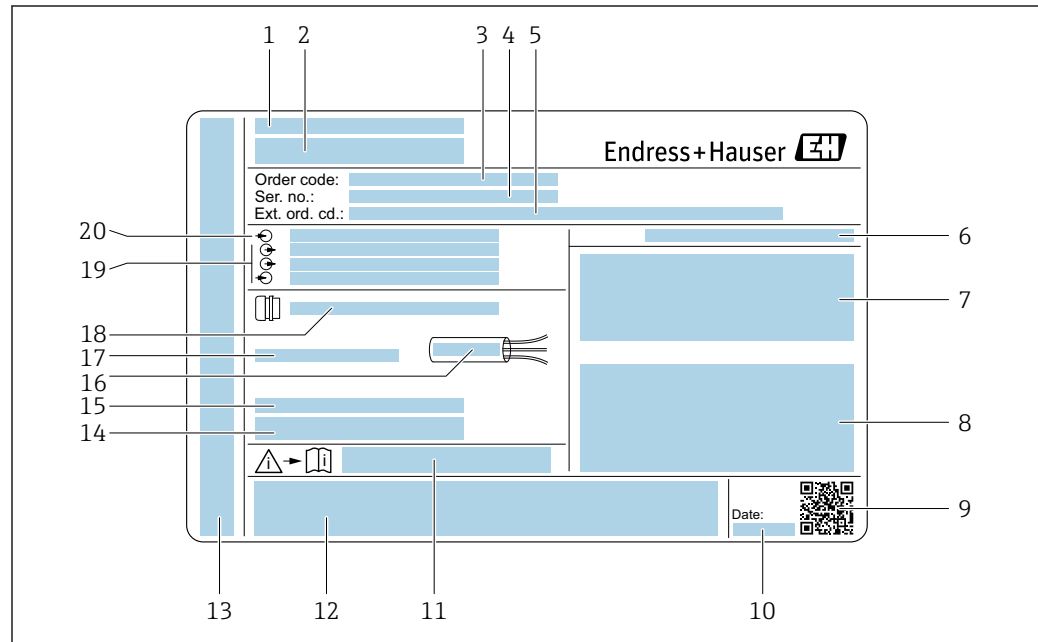 1 2 3 4 5
Endress+Hauser EH
Order code:
Ser. no.:
Ext. ord. cd.:
20
6
19
7
18
17
16
15
8
14
i i
9
Date:
13 12 11 10